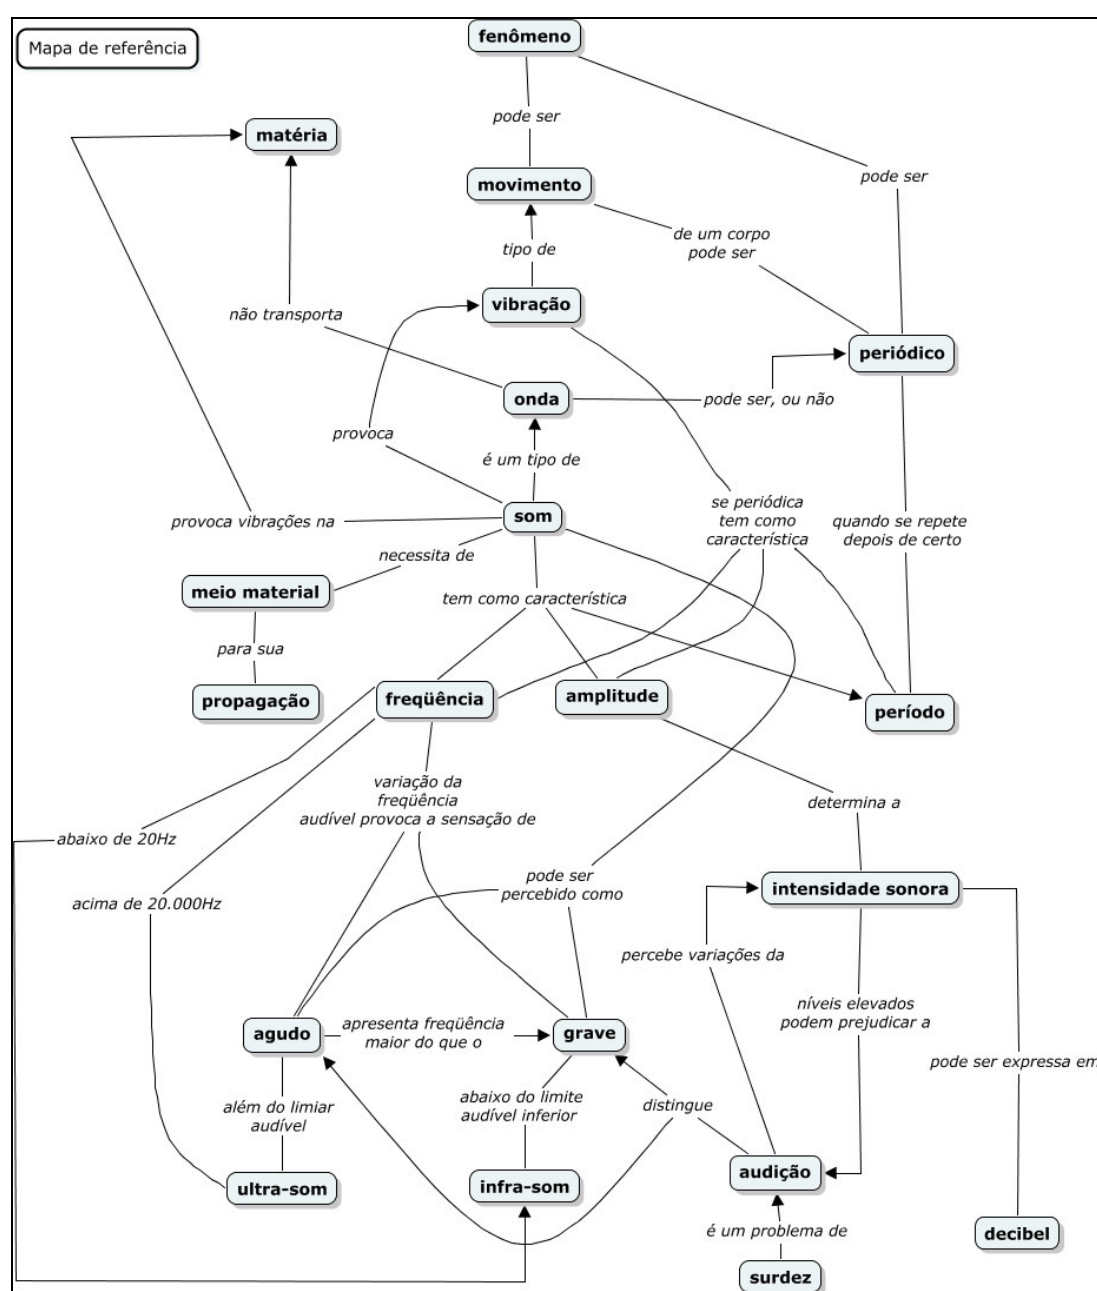 Mapa de referência
fenômeno
pode ser
matéria
pode ser
movimento
de um corpo
pode ser
tipo de
vibração
não transporta
periódico
onda
pode ser, ou não
provoca
é um tipo de
se periódica
tem como
característica
som
provoca vibrações na
quando se repete
depois de certo
necessita de
meio material
tem como característica
para sua
propagação
freqüência
amplitude
período
variação da
freqüência
audível provoca a sensação de
determina a
abaixo de 20Hz
pode ser
percebido como
intensidade sonora
acima de 20.000Hz
percebe variações da
níveis elevados
podem prejudicar a
agudo
apresenta freqüência
maior do que o
grave
pode ser expressa em
além do limiar
audível
abaixo do limite
audível inferior
distingue
ultra-som
infra-som
audição
é um problema de
decibel
surdez